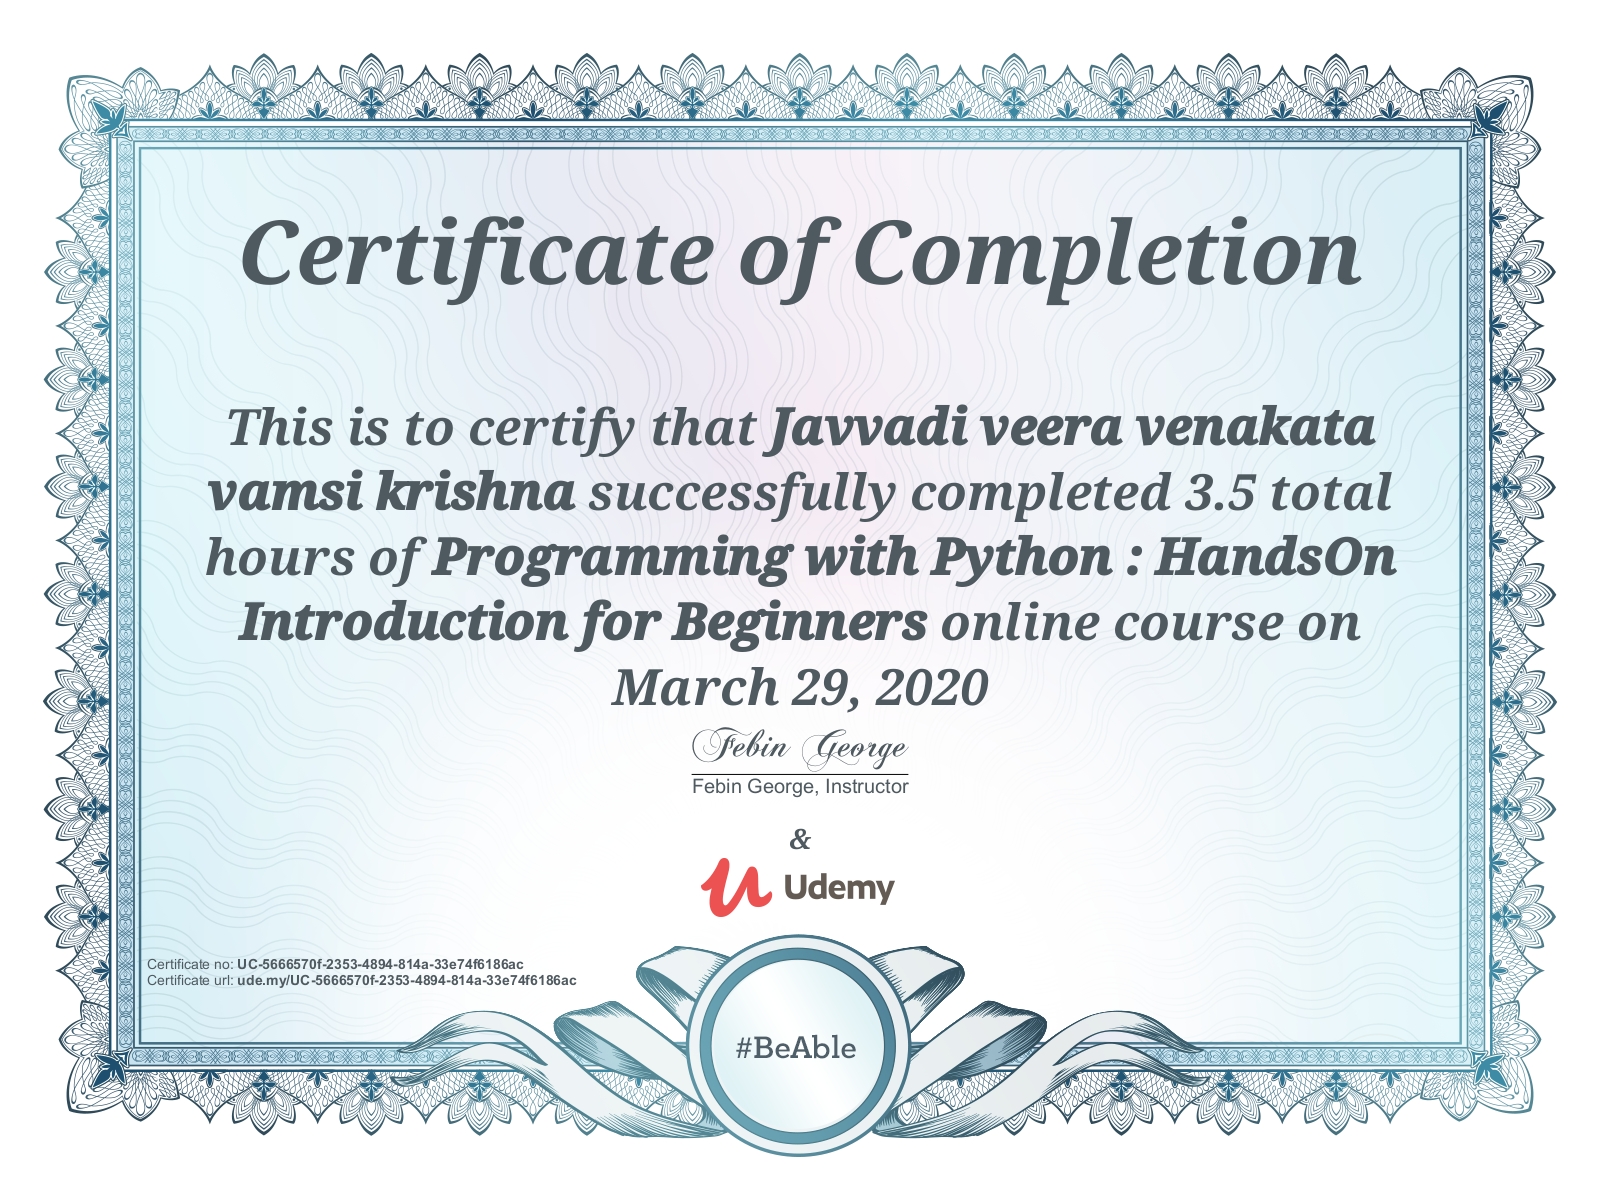 Certificate of Completion
This is to certify that Javvadi veera venakata
vamsi krishna successfully completed 3.5 total
hours of Programming with Python : HandsOn
Introduction for Beginners online course on
March 29, 2020
Febin George
Febin George, Instructor
&
Udemy
Certificate no: UC-5666570f-2353-4894-814a-33e74f6186ac
Certificate url: ude.my/UC-5666570f-2353-4894-814a-33e74f6186ac
#BeAble